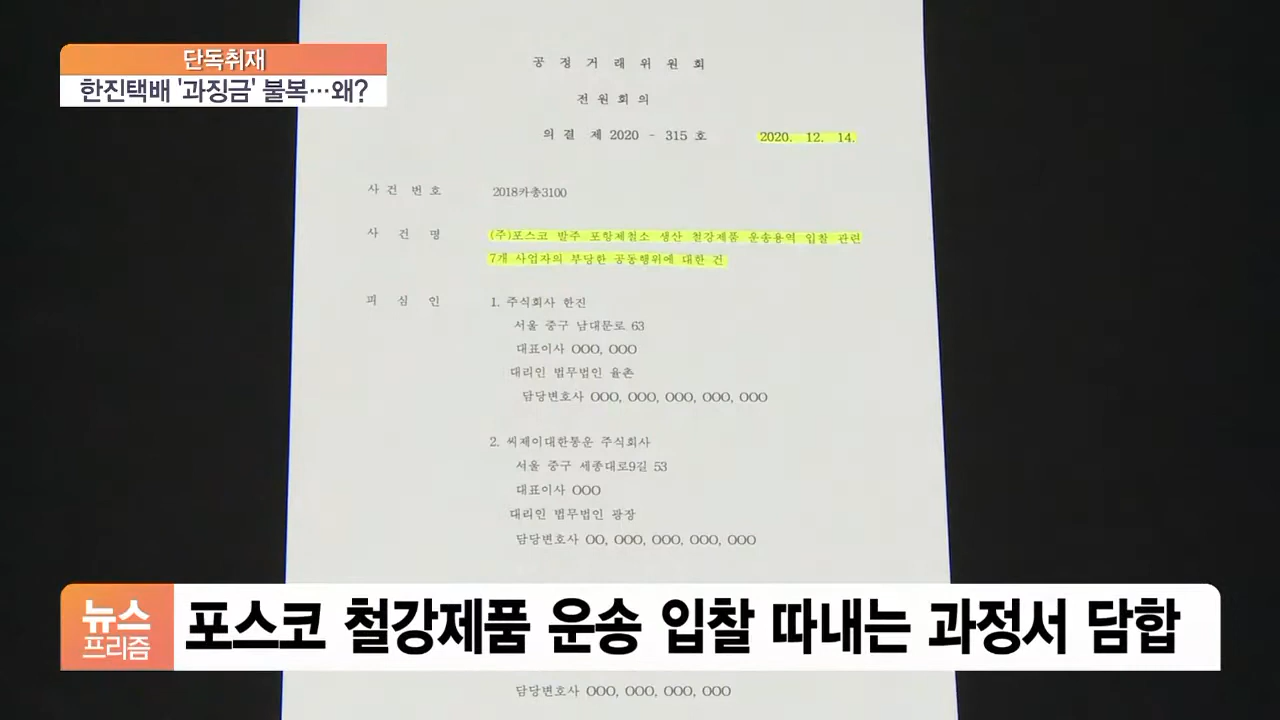 단독취재
한진택배 '과징금' 불복…왜?
공 정 거 래 위 원 회
전 원 회 의
의 결 제 2020 - 315 호 2020. 12. 14.
사 건 번 호 2018카총3100
사 건 명 (주)포스코 발주 포항제철소 생산 철강제품 운송용역 입찰 관련
7개 사업자의 부당한 공동행위에 대한 건
피 심 인 1. 주식회사 한진
서울 중구 남대문로 63
대표이사 OOO, OOO
대리인 법무법인 율촌
담당변호사 OOO, OOO, OOO, OOO, OOO
2. 씨제이대한통운 주식회사
서울 중구 세종대로9길 53
대표이사 OOO
대리인 법무법인 광장
담당변호사 OO, OOO, OOO, OOO, OOO
뉴스
프리즘
포스코 철강제품 운송 입찰 따내는 과정서 담합
담당변호사 OOO, OOO, OOO, OOO